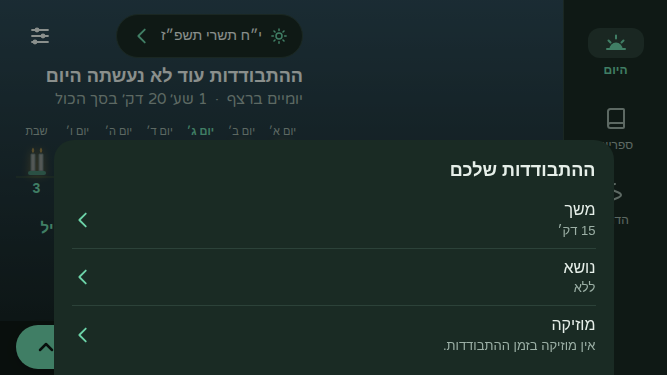 היום
י״ח תשרי תשפ״ז
ההתבודדות עוד לא נעשתה היום
יומיים ברצף · 1 שע׳ 20 דק׳ בסך הכול
יום א׳ יום ב׳ יום ג׳ יום ד׳ יום ה׳ יום ו׳ שבת
3
ההתבודדות שלכם
משך
15 דק׳
נושא
ללא
מוזיקה
אין מוזיקה בזמן ההתבודדות.